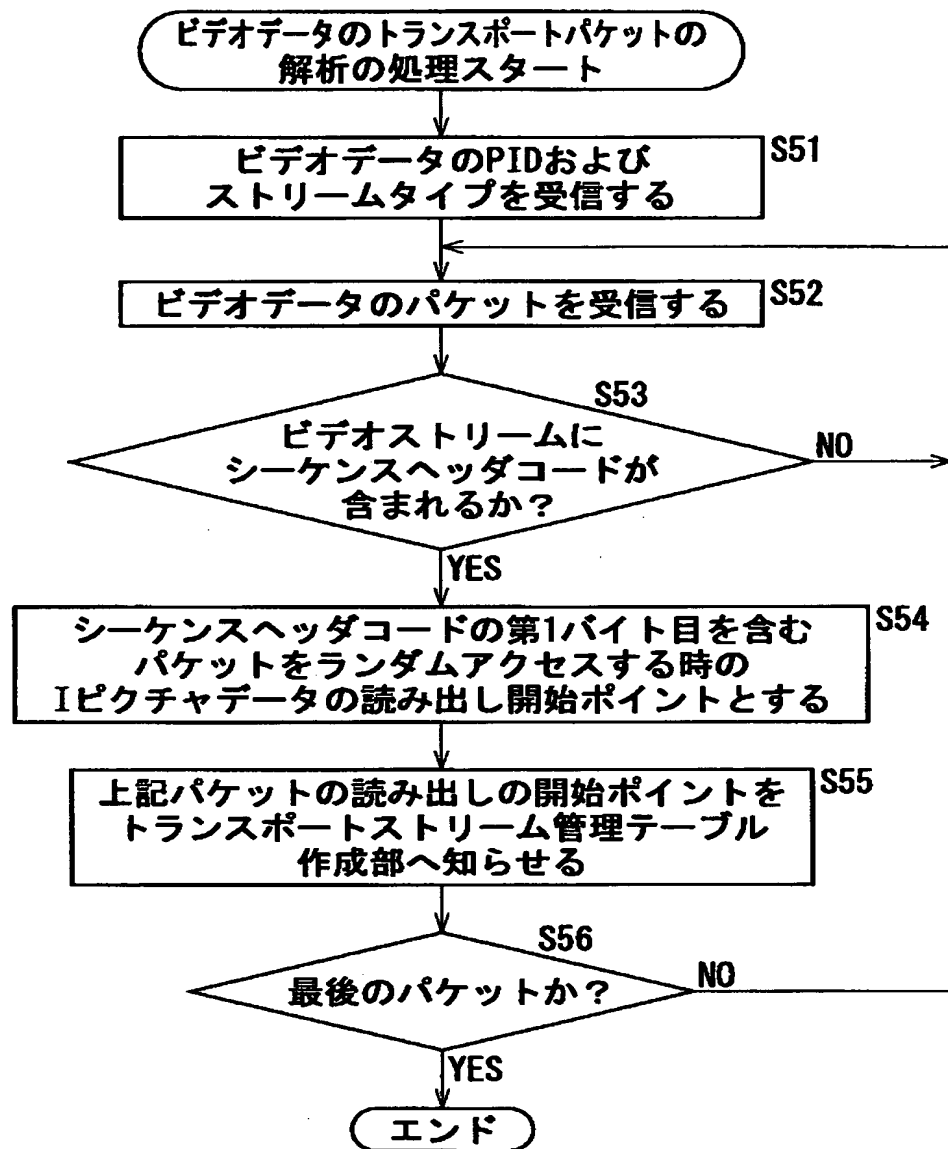 ビデオデータのトランスポートパケットの
解析の処理スタート
S51
ビデオデータのPIDおよび
ストリームタイプを受信する
S52
ビデオデータのパケットを受信する
S53
ビデオストリームに
シーケンスヘッダコードが
含まれるか?
NO
YES
S54
シーケンスヘッダコードの第1バイト目を含む
パケットをランダムアクセスする時の
Iピクチャデータの読み出し開始ポイントとする
S55
上記パケットの読み出しの開始ポイントを
トランスポートストリーム管理テーブル
作成部へ知らせる
S56
最後のパケットか?
NO
YES
エンド